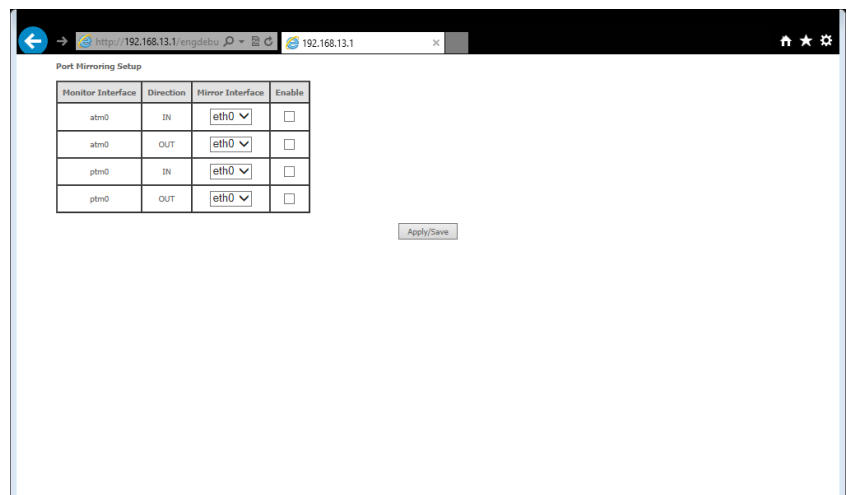 http://192.168.13.1/engdebu
192.168.13.1
Port Mirroring Setup
Monitor Interface Direction Mirror Interface Enable
atm0 IN eth0
atm0 OUT eth0
ptm0 IN eth0
ptm0 OUT eth0
Apply/Save